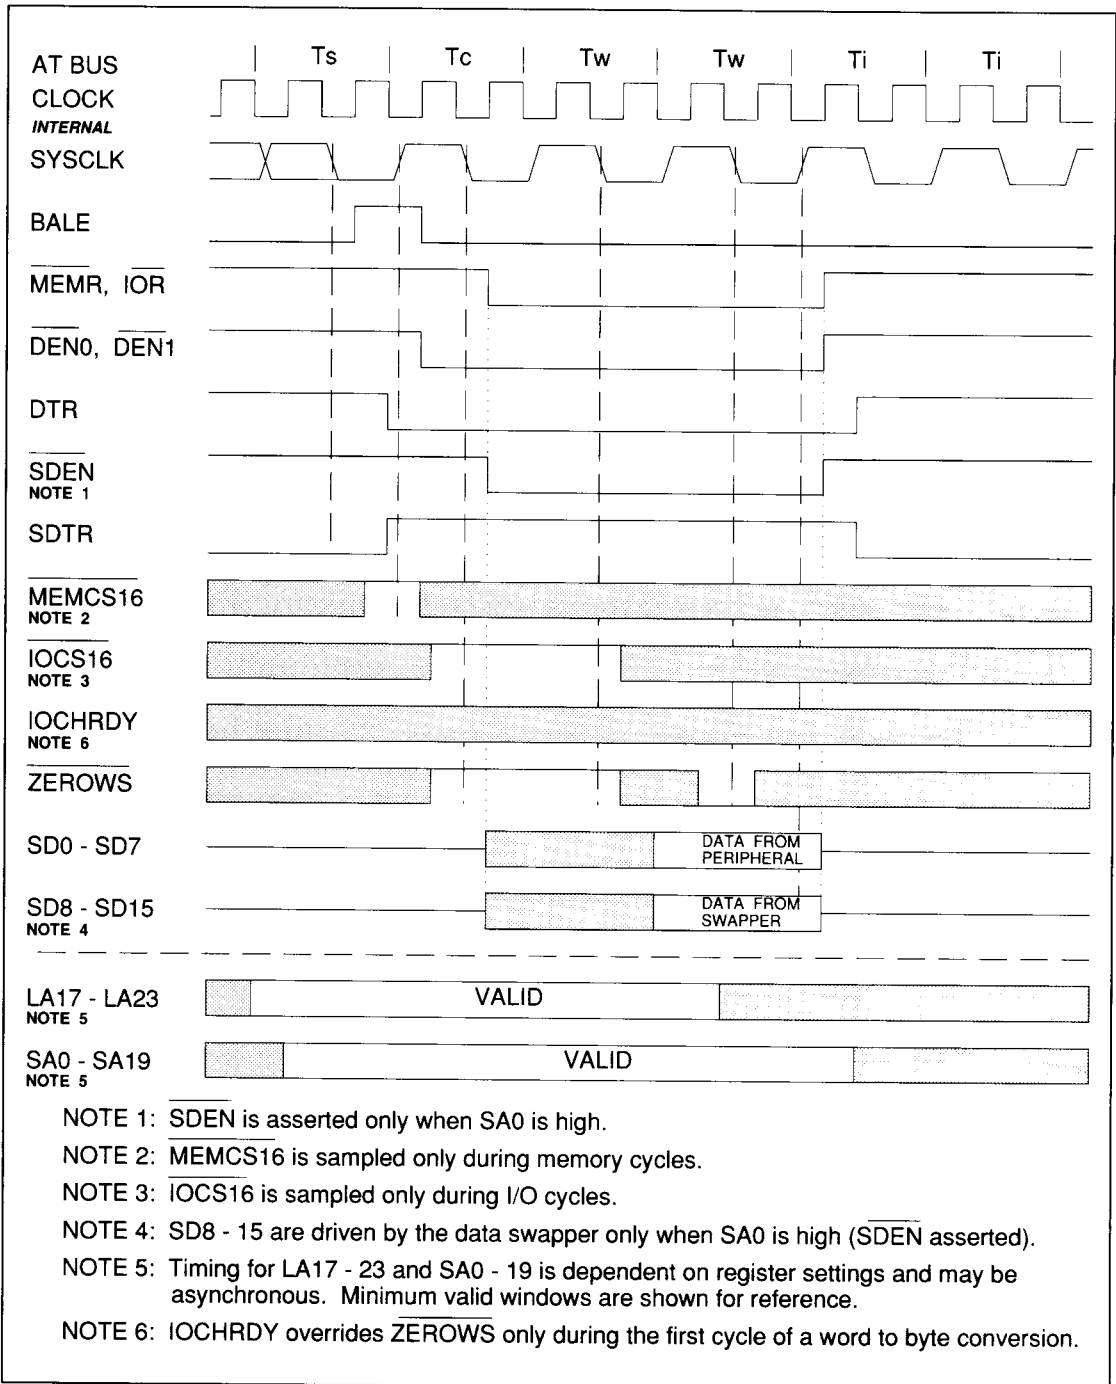 Ts Tc Tw Tw Ti Ti
AT BUS
CLOCK
INTERNAL
SYSCLK
BALE
MEMR, IOR
DEN0, DEN1
DTR
SDEN
NOTE 1
SDTR
MEMCS16
NOTE 2
IOCS16
NOTE 3
IOCHRDY
NOTE 6
ZEROWS
SD0 - SD7
DATA FROM
PERIPHERAL
SD8 - SD15
NOTE 4
DATA FROM
SWAPPER
LA17 - LA23
NOTE 5
VALID
SA0 - SA19
NOTE 5
VALID
NOTE 1: SDEN is asserted only when SA0 is high.
NOTE 2: MEMCS16 is sampled only during memory cycles.
NOTE 3: IOCS16 is sampled only during I/O cycles.
NOTE 4: SD8 - 15 are driven by the data swapper only when SA0 is high (SDEN asserted).
NOTE 5: Timing for LA17 - 23 and SA0 - 19 is dependent on register settings and may be
asynchronous. Minimum valid windows are shown for reference.
NOTE 6: IOCHRDY overrides ZEROWS only during the first cycle of a word to byte conversion.